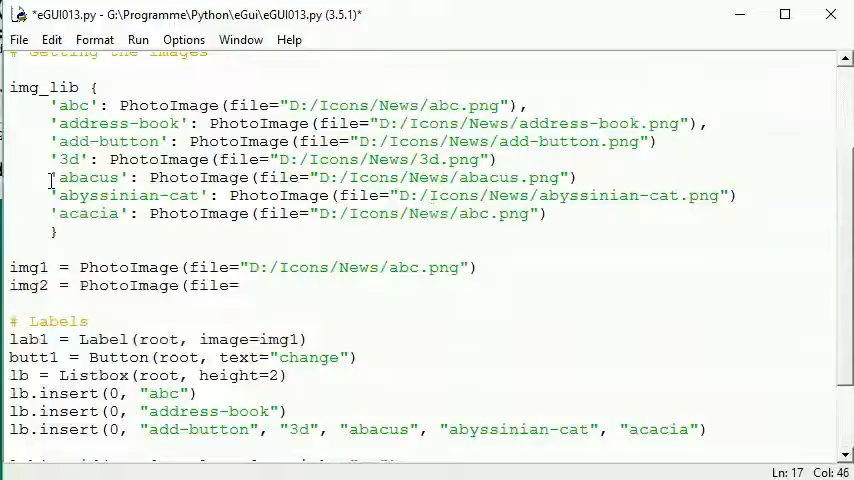 *eGUI013.py - G:\Programme\Python\eGui\eGUI013.py (3.5.1)*
File Edit Format Run Options Window Help
# Getting the images
img_lib {
    'abc': PhotoImage(file="D:/Icons/News/abc.png"),
    'address-book': PhotoImage(file="D:/Icons/News/address-book.png"),
    'add-button': PhotoImage(file="D:/Icons/News/add-button.png")
    '3d': PhotoImage(file="D:/Icons/News/3d.png")
    'abacus': PhotoImage(file="D:/Icons/News/abacus.png")
    'abyssinian-cat': PhotoImage(file="D:/Icons/News/abyssinian-cat.png")
    'acacia': PhotoImage(file="D:/Icons/News/abc.png")
    }
img1 = PhotoImage(file="D:/Icons/News/abc.png")
img2 = PhotoImage(file=
# Labels
lab1 = Label(root, image=img1)
butt1 = Button(root, text="change")
lb = Listbox(root, height=2)
lb.insert(0, "abc")
lb.insert(0, "address-book")
lb.insert(0, "add-button", "3d", "abacus", "abyssinian-cat", "acacia")
Ln: 17 Col: 46